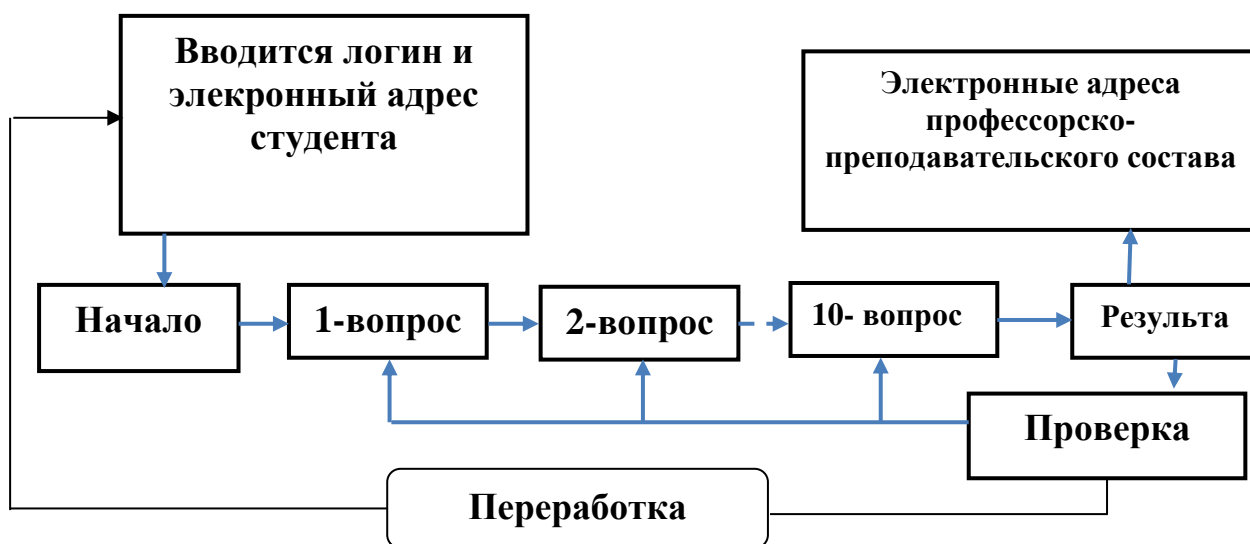 Вводится логин и
элекронный адрес
студента
Электронные адреса
профессорско-
преподавательского состава
Начало
1-вопрос
2-вопрос
10- вопрос
Результа
Проверка
Переработка